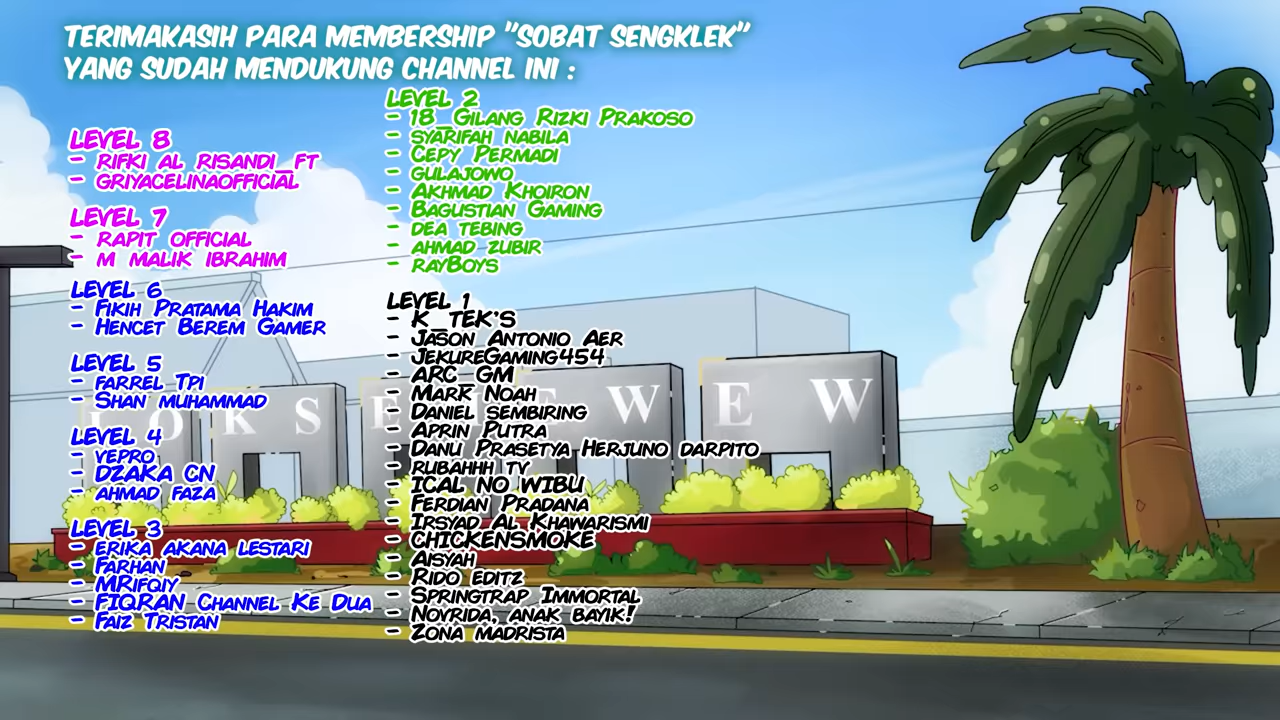 TERIMAKASIH PARA MEMBERSHIP "SOBAT SENGKLEK"
YANG SUDAH MENDUKUNG CHANNEL INI :
LEVEL 8
- RIFKI AL RISANDI_FT
- GRIYACELINAOFFICIAL
LEVEL 7
- RAPIT OFFICIAL
- M MALIK IBRAHIM
LEVEL 6
- FIKIH PRATAMA HAKIM
- HENCET BEREM GAMER
LEVEL 5
- FARREL TPI
- SHAN MUHAMMAD
LEVEL 4
- VEPRO
- DZAKA CN
- AHMAD FAZA
LEVEL 3
- ERIKA AKANA LESTARI
- FARHAN
- MRIFQIY
- FIQRAN CHANNEL KE DUA
- FAIZ TRISTAN
LEVEL 2
- 18_GILANG RIZKI PRAKOSO
- SYARIFAH NABILA
- CEPY PERMADI
- GULAJOWO
- AKHMAD KHOIRON
- BAGUSTIAN GAMING
- DEA TEBING
- AHMAD ZUBIR
- RAYBOYS
LEVEL 1
- K_TEK'S
- JASON ANTONIO AER
- JEKUREGAMING454
- ARC_GM
- MARK NOAH
- DANIEL SEMBIRING
- APRIN PUTRA
- DANU PRASETYA HERJUNO DARPITO
- RUBAHHH TV
- ICAL NO WIBU
- FERDIAN PRADANA
- IRSYAD AL KHAWARISMI
- CHICKENSMOKE
- AISYAH
- RIDO EDITZ
- SPRINGTRAP IMMORTAL
- NOVRIDA, ANAK BAYIK!
- ZONA MADRISTA